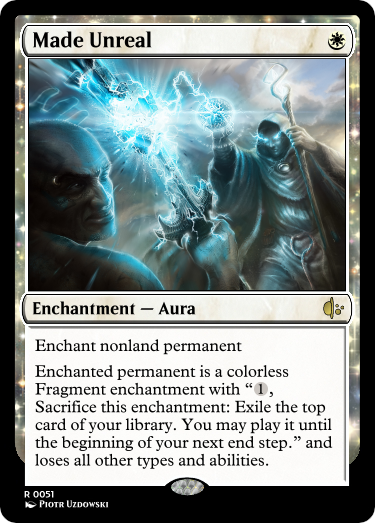 Made Unreal
Enchantment — Aura
Enchant nonland permanent
Enchanted permanent is a colorless
Fragment enchantment with “1,
Sacrifice this enchantment: Exile the top
card of your library. You may play it until
the beginning of your next end step.” and
loses all other types and abilities.
R 0051
Piotr Uzdowski